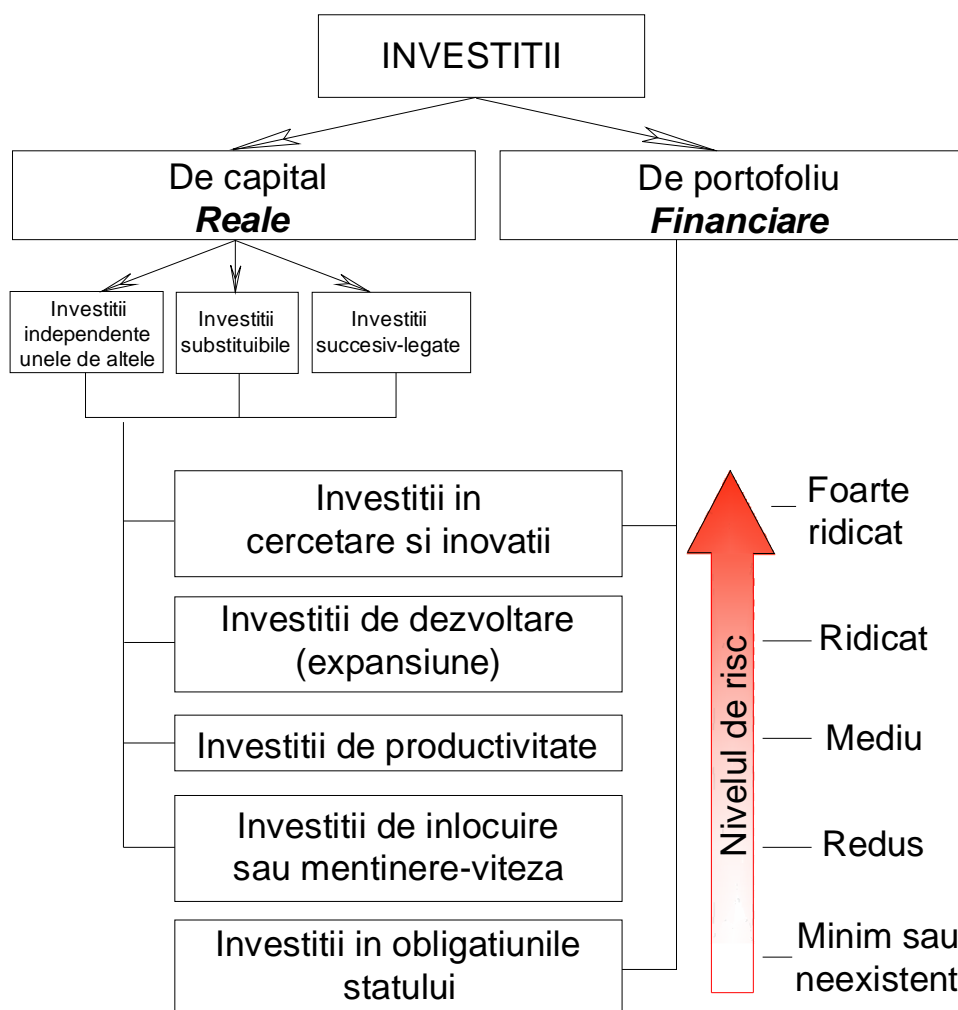 INVESTITII
De capital
Reale
De portofoliu
Financiare
Investitii
independente
unele de altele
Investitii
substituibile
Investitii
succesiv-legate
Investitii in
cercetare si inovatii
Investitii de dezvoltare
(expansiune)
Investitii de productivitate
Investitii de inlocuire
sau mentinere-viteza
Investitii in obligatiunile
statului
Nivelul de risc
Foarte
ridicat
Ridicat
Mediu
Redus
Minim sau
neexistent